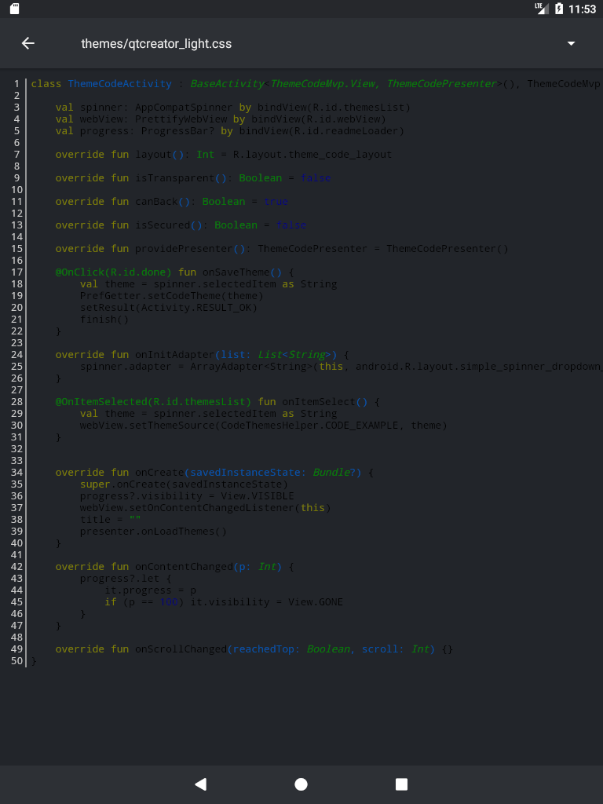 LTE 11:53
themes/qtcreator_light.css
1 class ThemeCodeActivity : BaseActivity<ThemeCodeMvp.View, ThemeCodePresenter>(), ThemeCodeMvp
2
3     val spinner: AppCompatSpinner by bindView(R.id.themesList)
4     val webView: PrettifyWebView by bindView(R.id.webView)
5     val progress: ProgressBar? by bindView(R.id.readmeLoader)
6
7     override fun layout(): Int = R.layout.theme_code_layout
8
9     override fun isTransparent(): Boolean = false
10
11     override fun canBack(): Boolean = true
12
13     override fun isSecured(): Boolean = false
14
15     override fun providePresenter(): ThemeCodePresenter = ThemeCodePresenter()
16
17     @OnClick(R.id.done) fun onSaveTheme() {
18         val theme = spinner.selectedItem as String
19         PrefGetter.setCodeTheme(theme)
20         setResult(Activity.RESULT_OK)
21         finish()
22     }
23
24     override fun onInitAdapter(list: List<String>) {
25         spinner.adapter = ArrayAdapter<String>(this, android.R.layout.simple_spinner_dropdown_
26     }
27
28     @OnItemSelected(R.id.themesList) fun onItemSelect() {
29         val theme = spinner.selectedItem as String
30         webView.setThemeSource(CodeThemesHelper.CODE_EXAMPLE, theme)
31     }
32
33
34     override fun onCreate(savedInstanceState: Bundle?) {
35         super.onCreate(savedInstanceState)
36         progress?.visibility = View.VISIBLE
37         webView.setOnContentChangedListener(this)
38         title = ""
39         presenter.onLoadThemes()
40     }
41
42     override fun onContentChanged(p: Int) {
43         progress?.let {
44             it.progress = p
45             if (p == 100) it.visibility = View.GONE
46         }
47     }
48
49     override fun onScrollChanged(reachedTop: Boolean, scroll: Int) {}
50 }